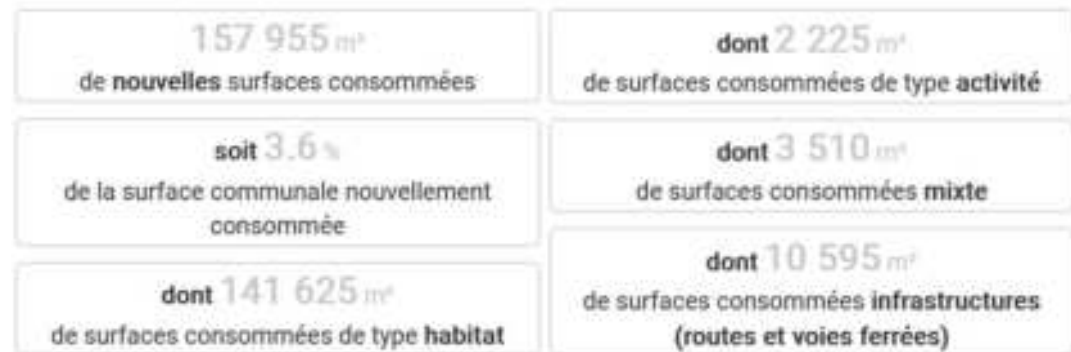 157 955 m²
de nouvelles surfaces consommées
soit 3.6 %
de la surface communale nouvellement
consommée
dont 141 625 m²
de surfaces consommées de type habitat
dont 2 225 m²
de surfaces consommées de type activité
dont 3 510 m²
de surfaces consommées mixte
dont 10 595 m²
de surfaces consommées infrastructures
(routes et voies ferrées)